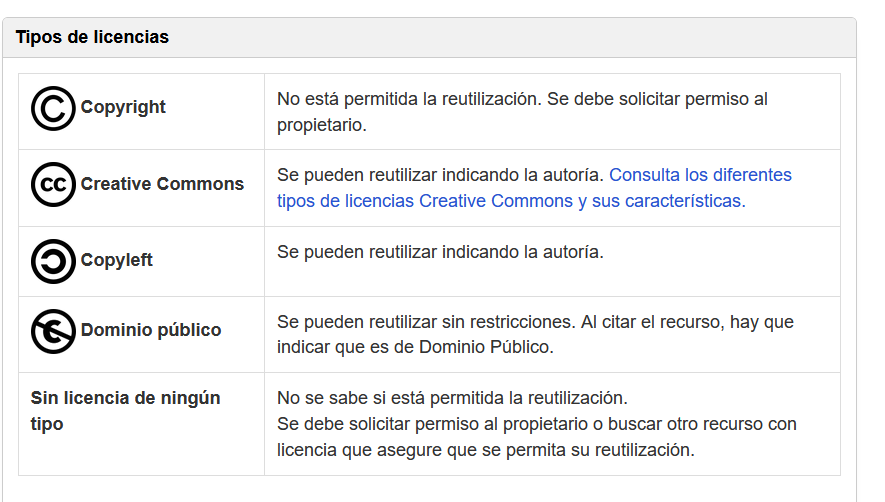 Tipos de licencias
Copyright
No está permitida la reutilización. Se debe solicitar permiso al
propietario.
Creative Commons
Se pueden reutilizar indicando la autoría. Consulta los diferentes
tipos de licencias Creative Commons y sus características.
Copyleft
Se pueden reutilizar indicando la autoría.
Dominio público
Se pueden reutilizar sin restricciones. Al citar el recurso, hay que
indicar que es de Dominio Público.
Sin licencia de ningún
tipo
No se sabe si está permitida la reutilización.
Se debe solicitar permiso al propietario o buscar otro recurso con
licencia que asegure que se permita su reutilización.